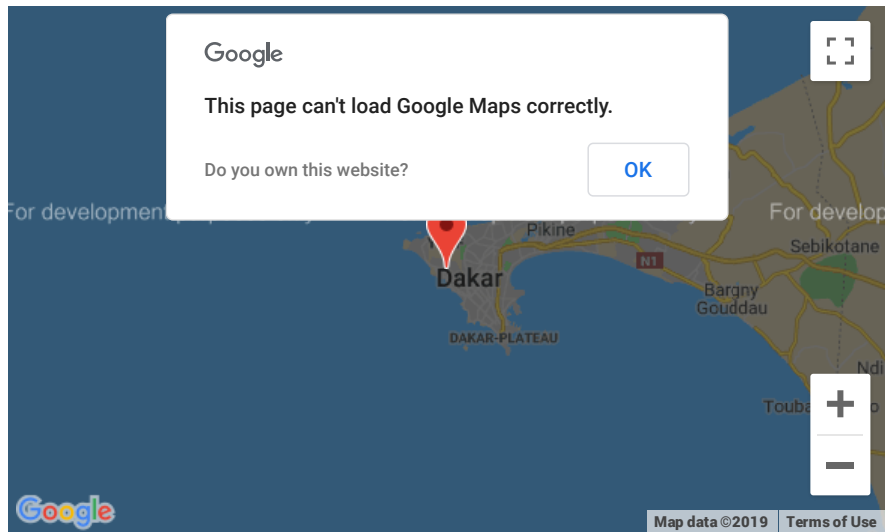 Google
This page can't load Google Maps correctly.
Do you own this website?
OK
For development
For develop
Pikine
Sebikotane
N1
Dakar
Bargny
Gouddau
DAKAR-PLATEAU
Ndi
Touba
Google
Map data ©2019
Terms of Use